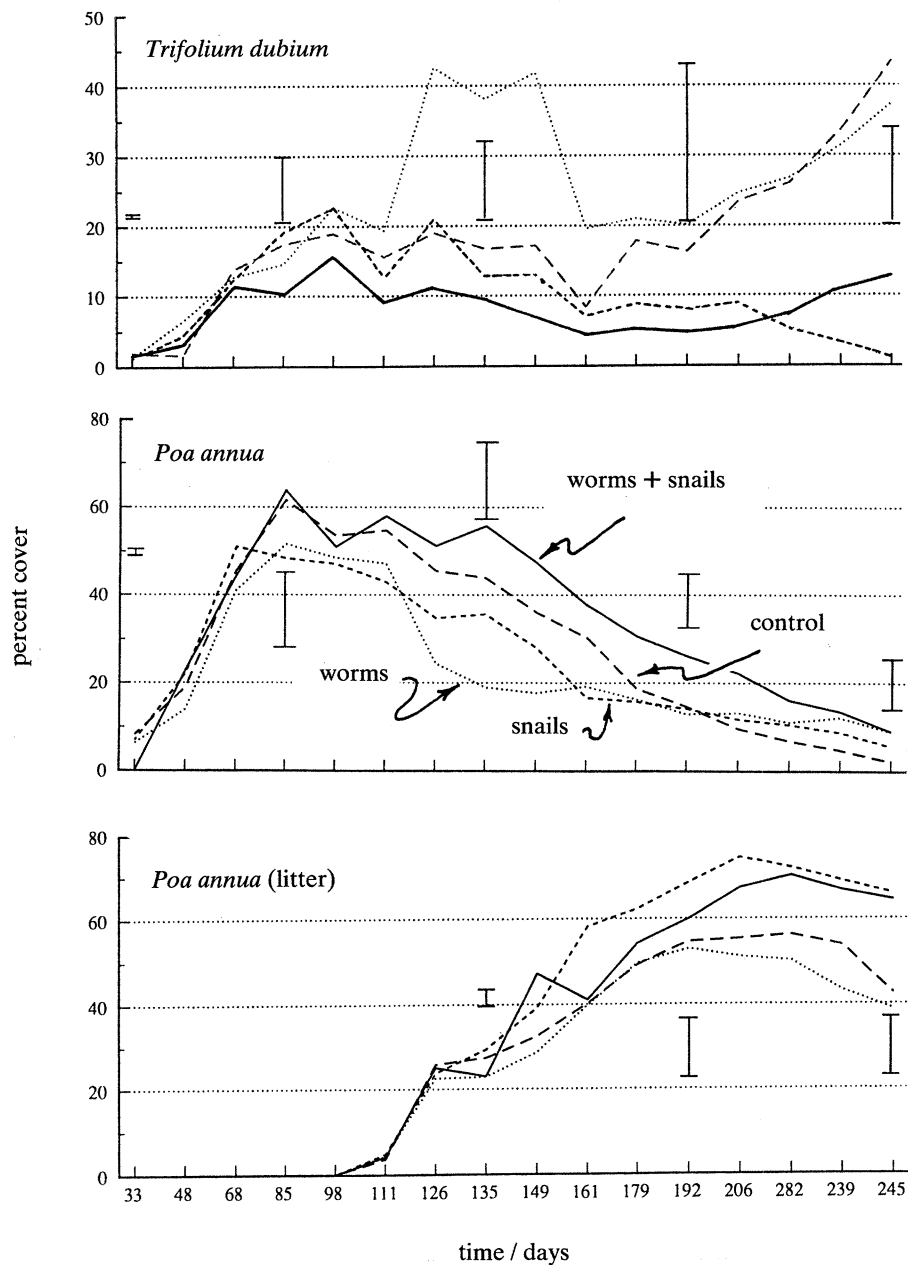 50
Trifolium dubium
40
30
20
10
0
80
Poa annua
worms + snails
60
percent cover
40
control
worms
20
snails
0
80
Poa annua (litter)
60
40
20
0
33 48 68 85 98 111 126 135 149 161 179 192 206 282 239 245
time / days